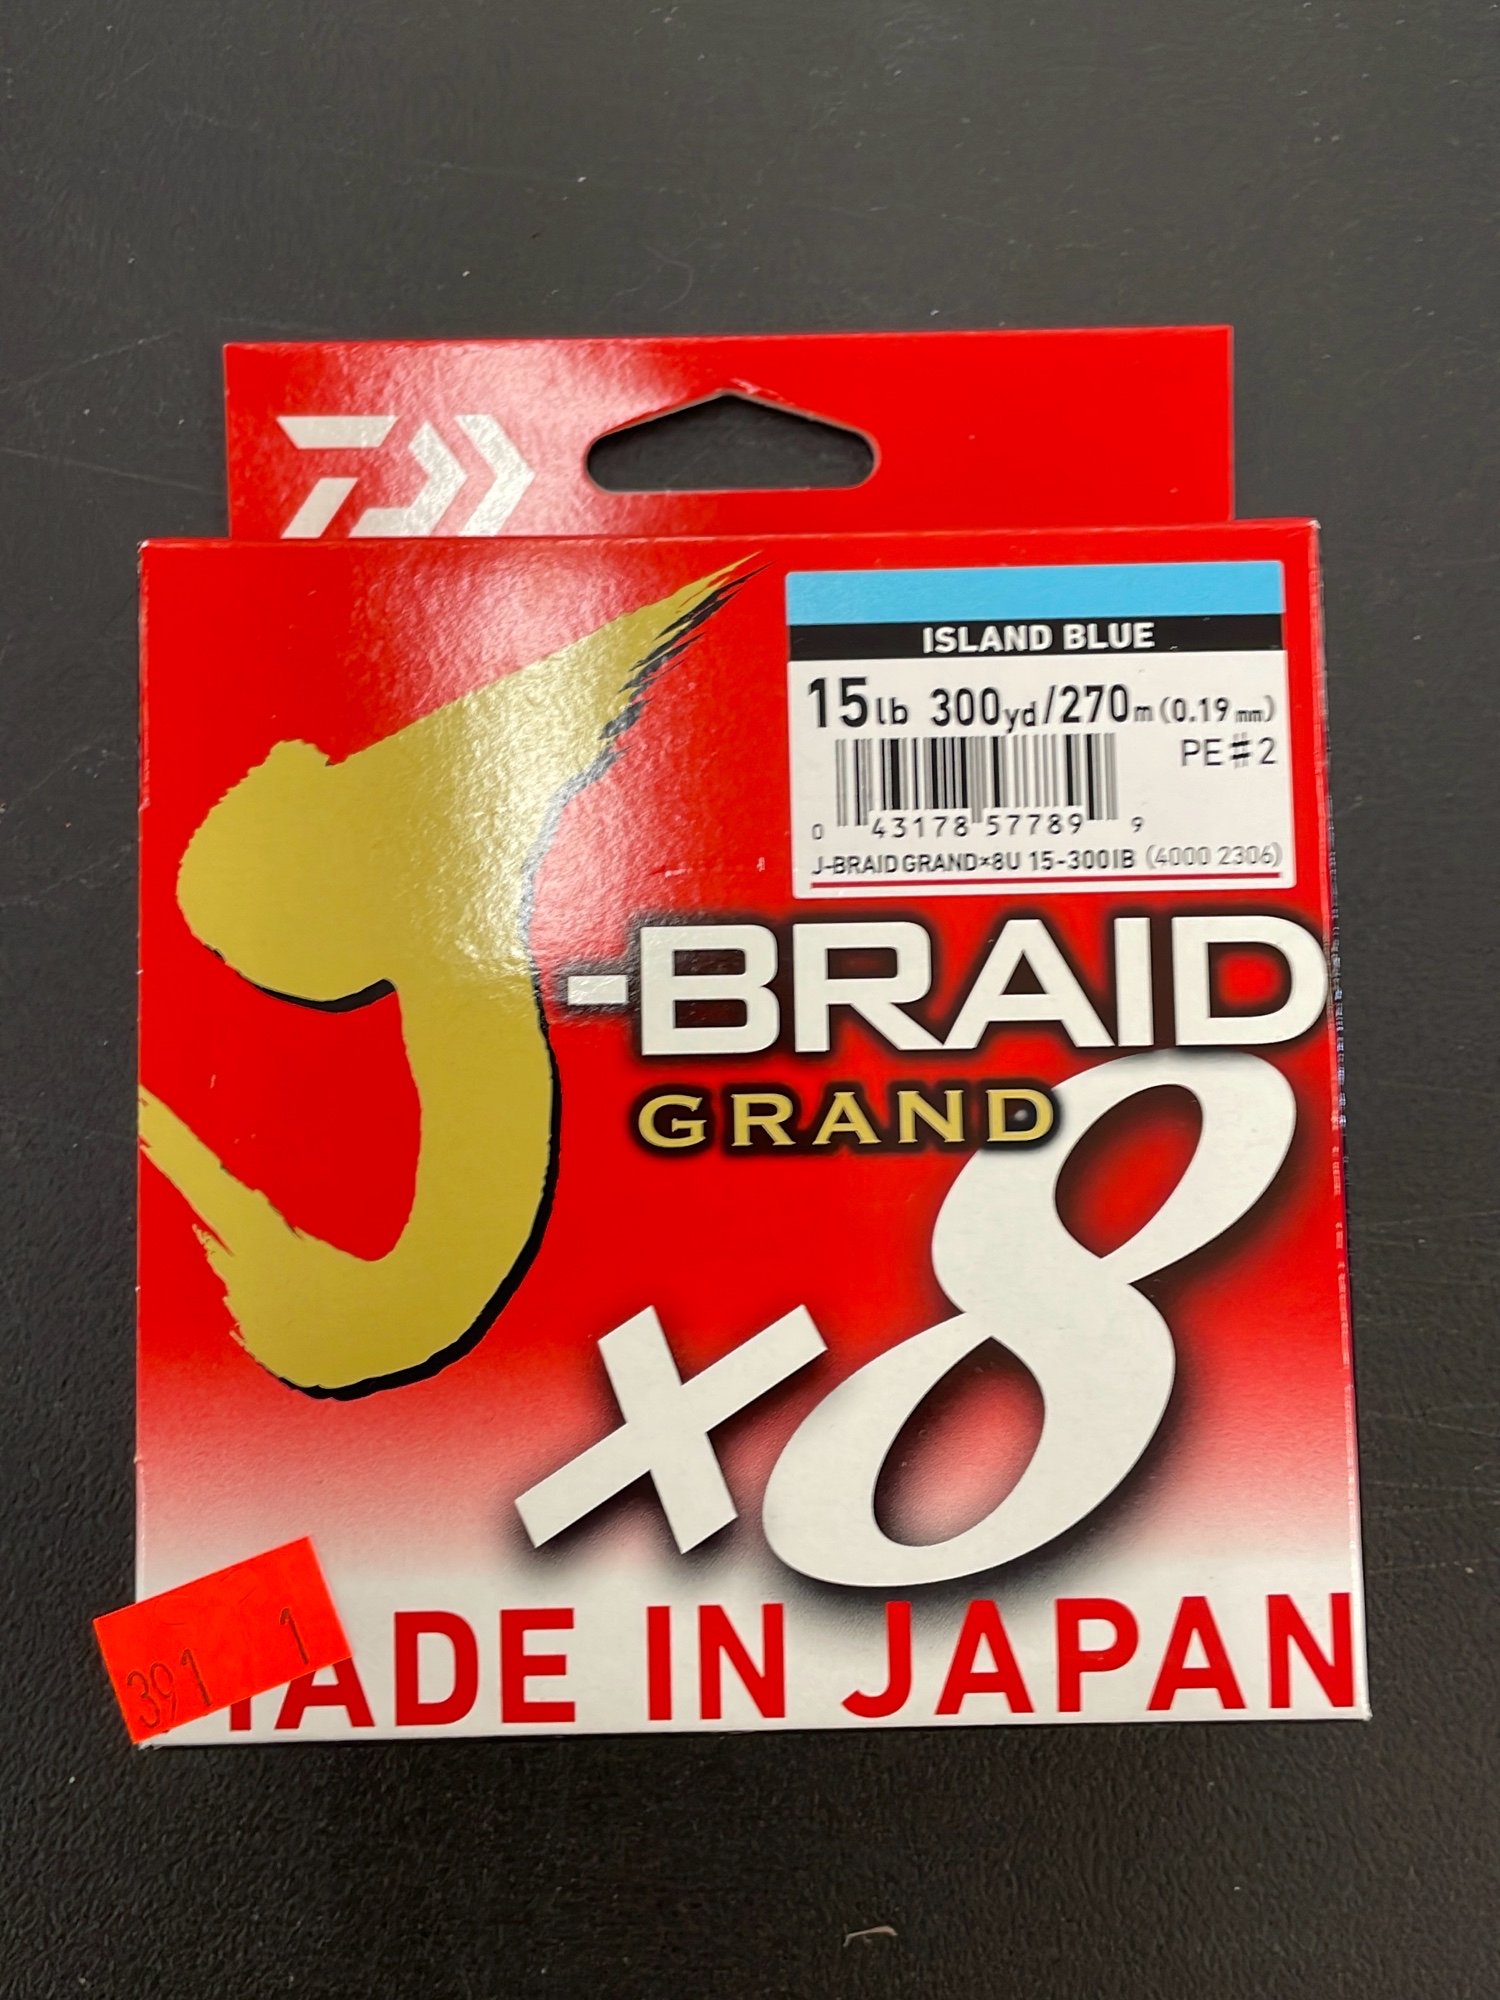 ISLAND BLUE
15lb 300yd/270m (0.19mm)
PE#2
0 43178 57789 9
J-BRAID GRAND×8U 15-300IB (4000 2306)
J-BRAID
GRAND
×8
MADE IN JAPAN
391 1